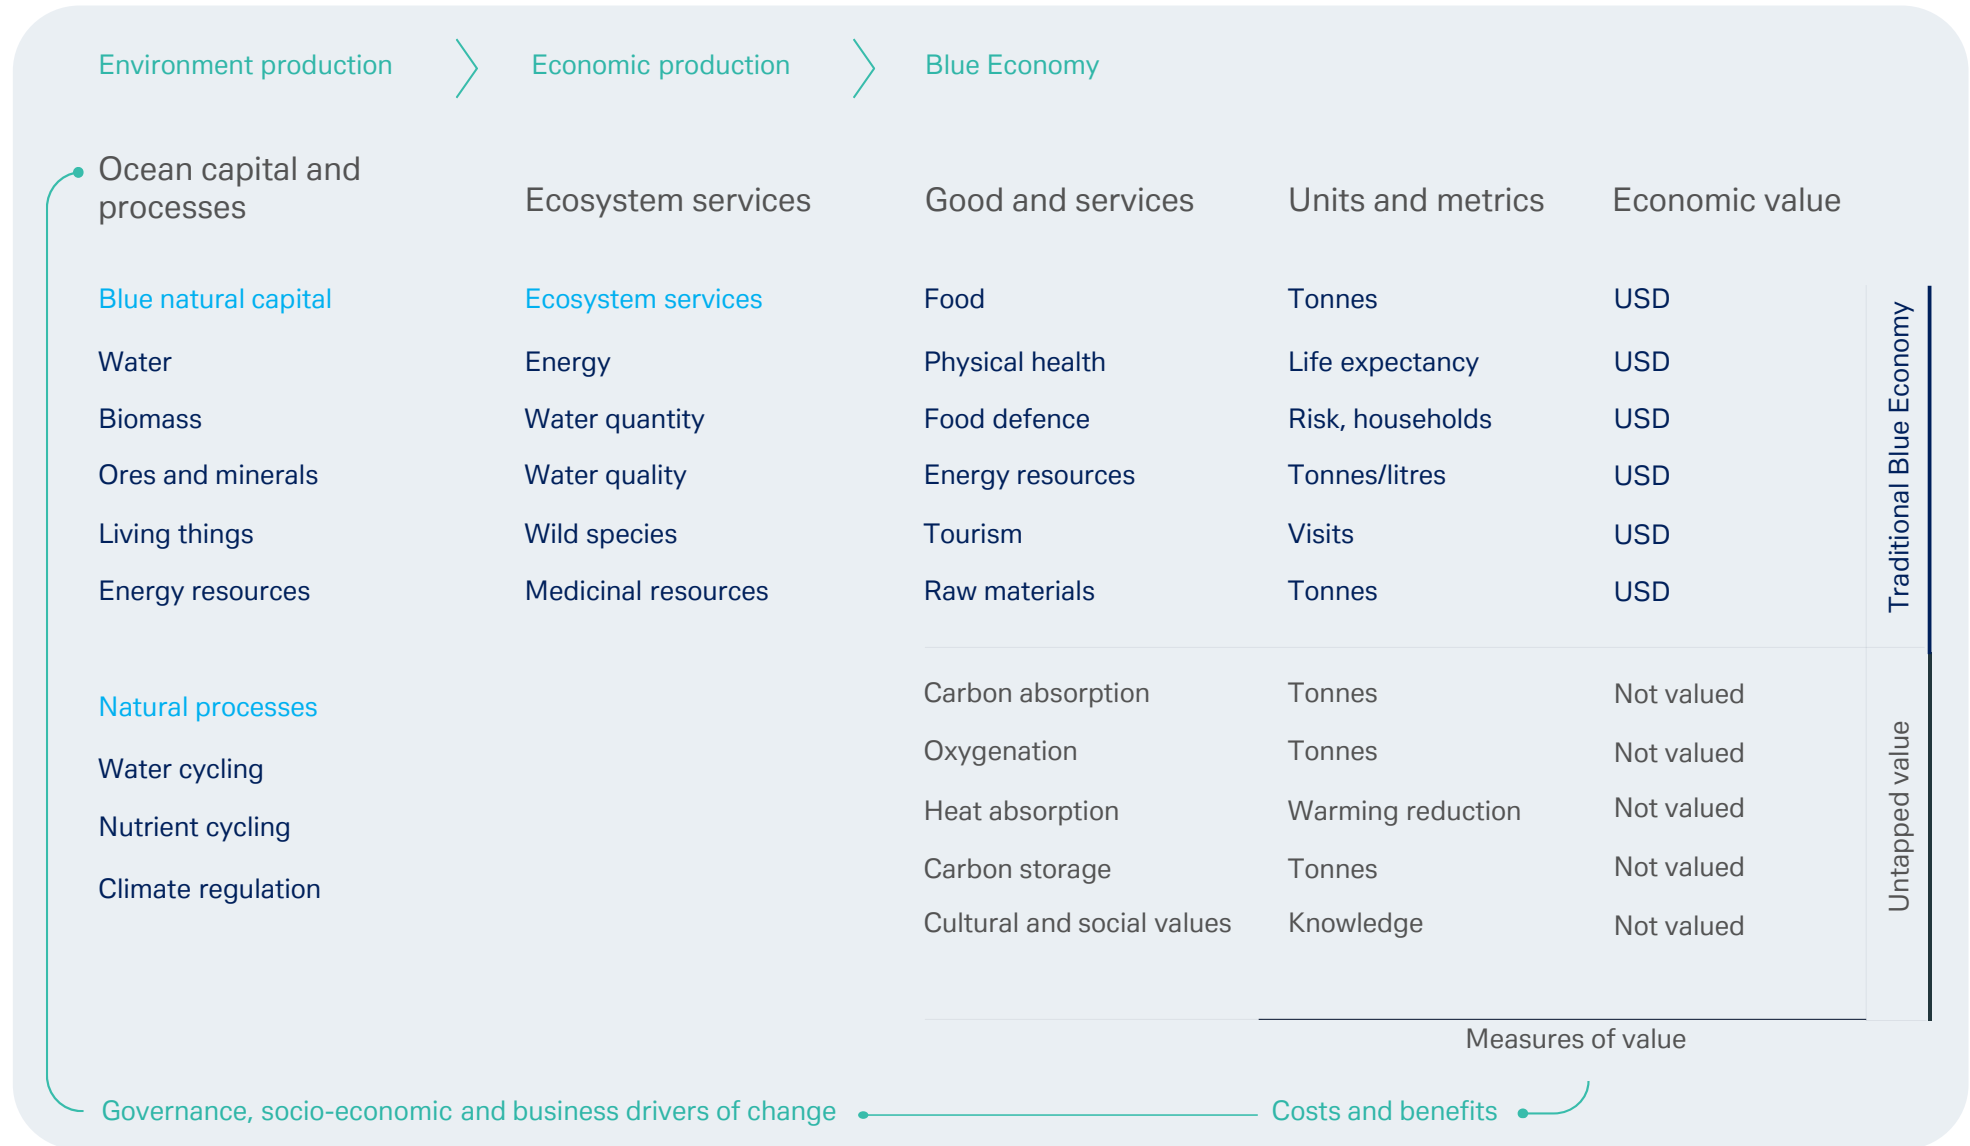 Environment production
Economic production
Blue Economy
Ocean capital and
processes
Ecosystem services
Good and services
Units and metrics
Economic value
Blue natural capital
Ecosystem services
Food
Tonnes
USD
Water
Energy
Physical health
Life expectancy
USD
Biomass
Water quantity
Food defence
Risk, households
USD
Ores and minerals
Water quality
Energy resources
Tonnes/litres
USD
Living things
Wild species
Tourism
Visits
USD
Energy resources
Medicinal resources
Raw materials
Tonnes
USD
Traditional Blue Economy
Natural processes
Carbon absorption
Tonnes
Not valued
Water cycling
Oxygenation
Tonnes
Not valued
Nutrient cycling
Heat absorption
Warming reduction
Not valued
Climate regulation
Carbon storage
Tonnes
Not valued
Cultural and social values
Knowledge
Not valued
Untapped value
Measures of value
Governance, socio-economic and business drivers of change
Costs and benefits